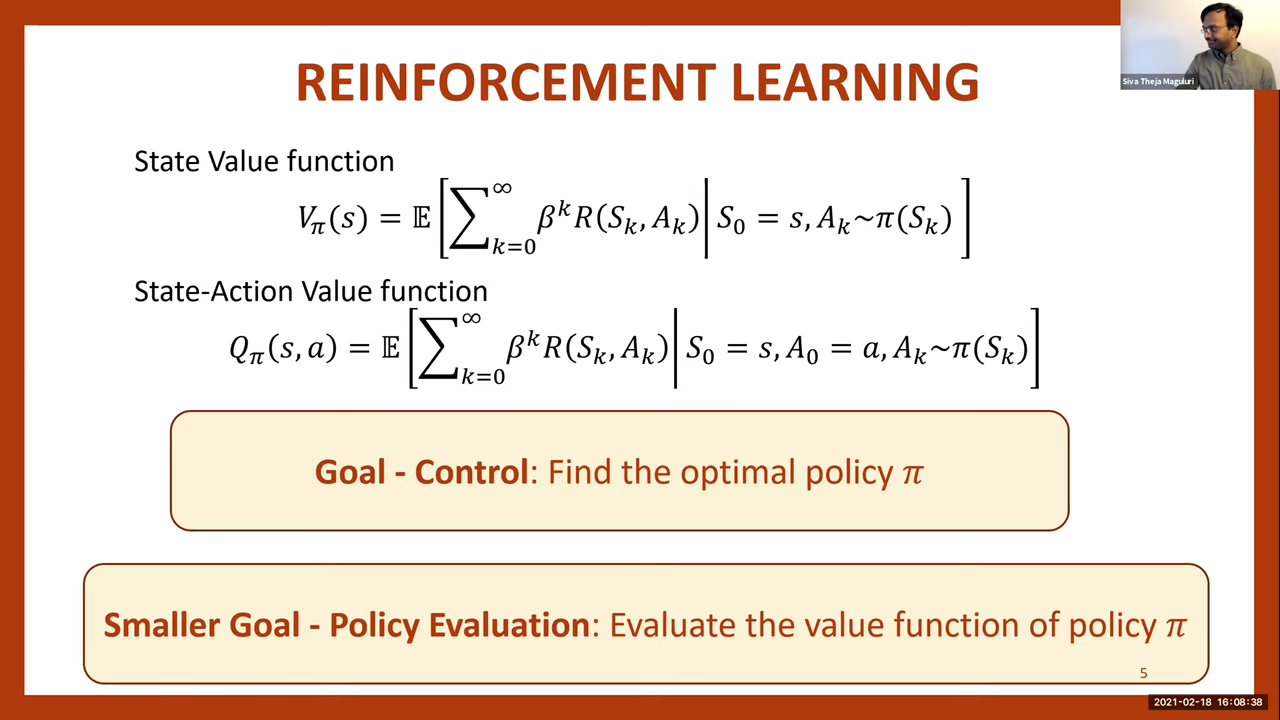 Siva Theja Maguluri
REINFORCEMENT LEARNING
State Value function
V_π(s) = 𝔼[∑_{k=0}^{∞} β^k R(S_k, A_k) | S_0 = s, A_k~π(S_k)]
State-Action Value function
Q_π(s, a) = 𝔼[∑_{k=0}^{∞} β^k R(S_k, A_k) | S_0 = s, A_0 = a, A_k~π(S_k)]
Goal - Control: Find the optimal policy π
Smaller Goal - Policy Evaluation: Evaluate the value function of policy π
5
2021-02-18 16:08:38